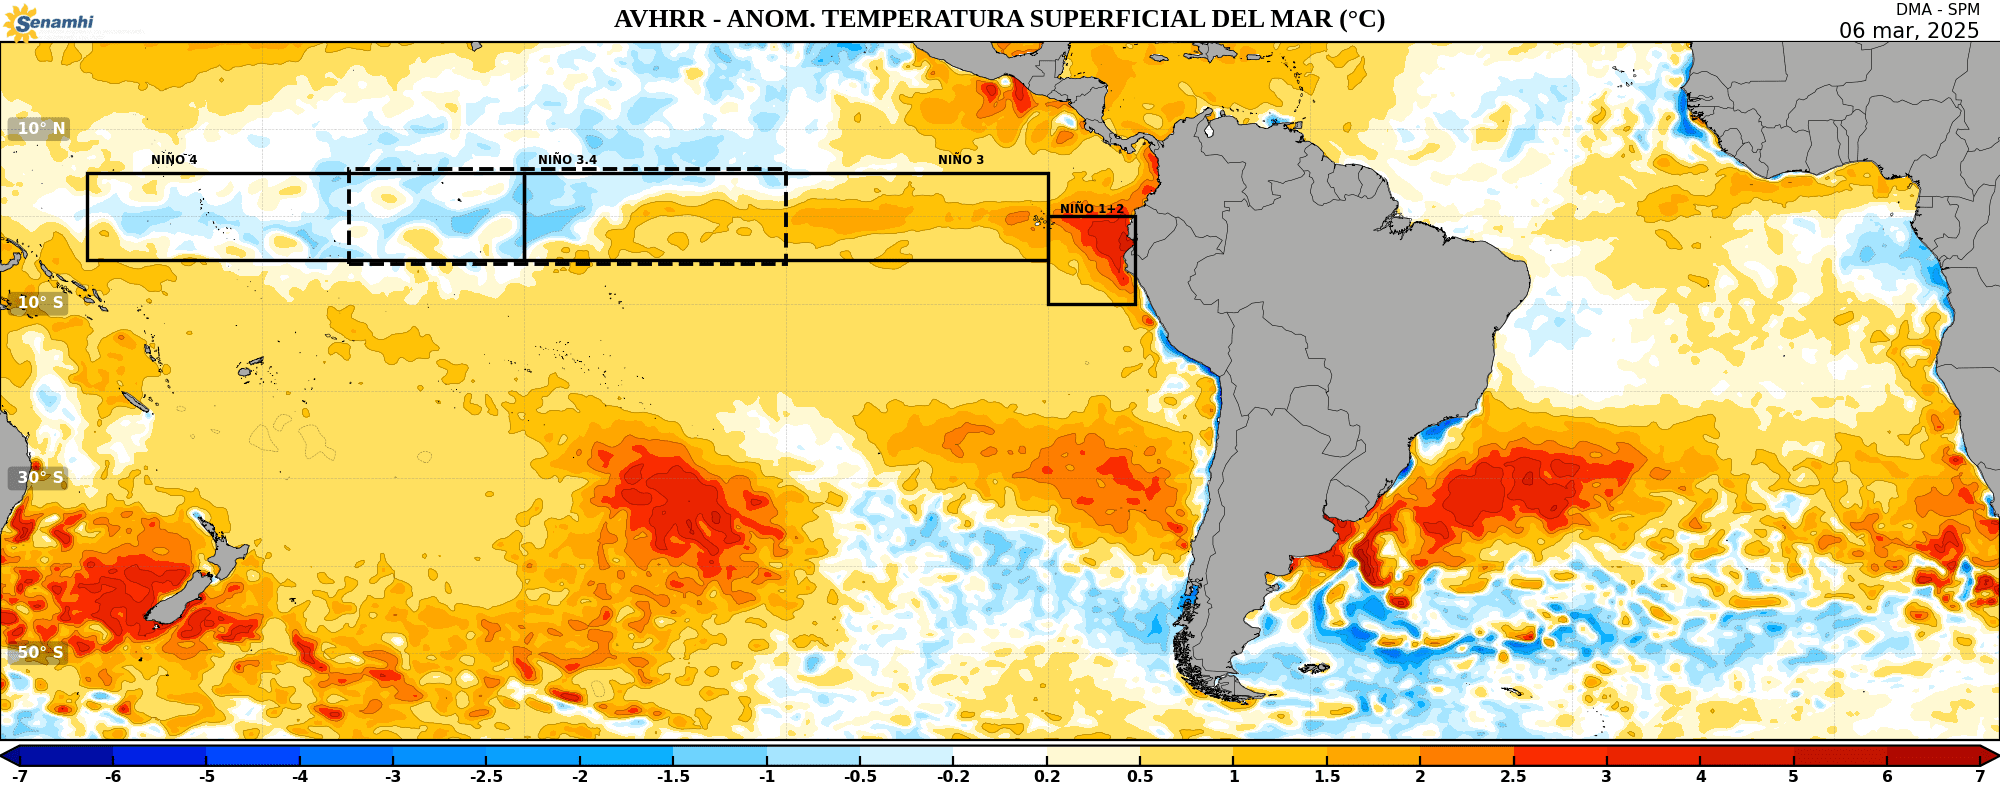 Senamhi
AVHRR - ANOM. TEMPERATURA SUPERFICIAL DEL MAR (°C)
DMA - SPM
06 mar, 2025
10° N
NIÑO 4
NIÑO 3.4
NIÑO 3
NIÑO 1+2
10° S
30° S
50° S
-7 -6 -5 -4 -3 -2.5 -2 -1.5 -1 -0.5 -0.2 0.2 0.5 1 1.5 2 2.5 3 4 5 6 7